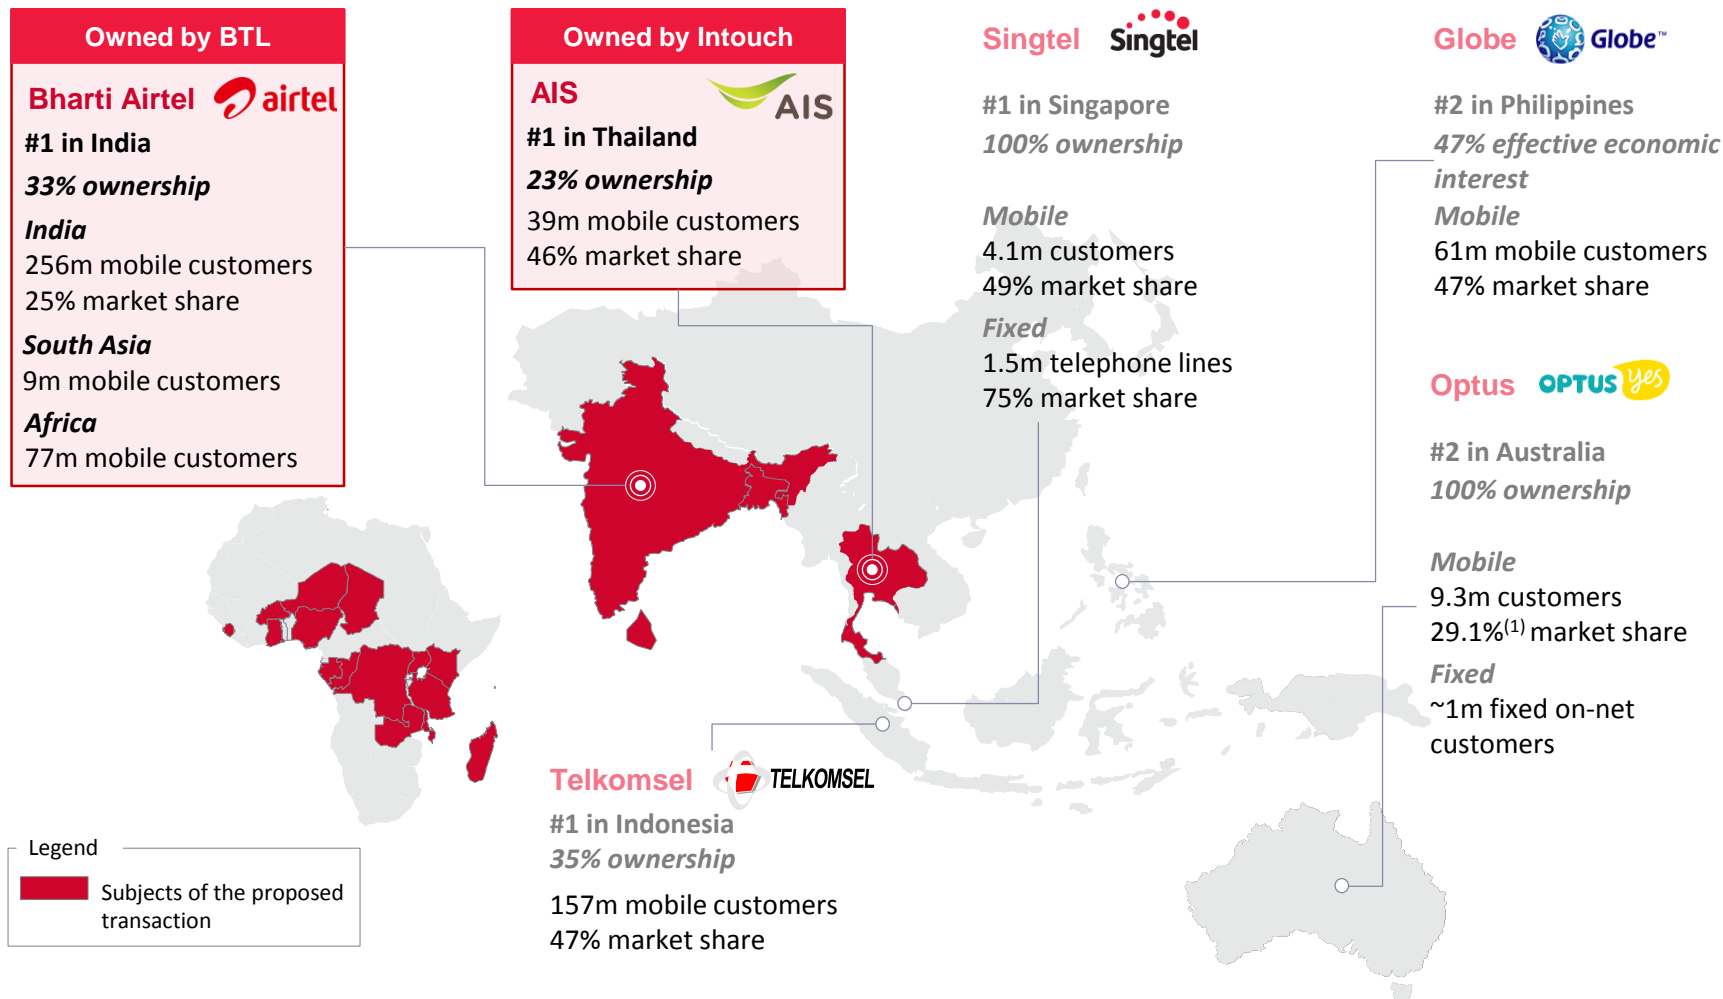 Owned by BTL
Bharti Airtel airtel
#1 in India
33% ownership
India
256m mobile customers
25% market share
South Asia
9m mobile customers
Africa
77m mobile customers
Owned by Intouch
AIS AIS
#1 in Thailand
23% ownership
39m mobile customers
46% market share
Singtel Singtel
#1 in Singapore
100% ownership
Mobile
4.1m customers
49% market share
Fixed
1.5m telephone lines
75% market share
Globe Globe™
#2 in Philippines
47% effective economic
interest
Mobile
61m mobile customers
47% market share
Optus OPTUS yes
#2 in Australia
100% ownership
Mobile
9.3m customers
29.1%(1) market share
Fixed
~1m fixed on-net
customers
Telkomsel TELKOMSEL
#1 in Indonesia
35% ownership
157m mobile customers
47% market share
Legend
Subjects of the proposed
transaction